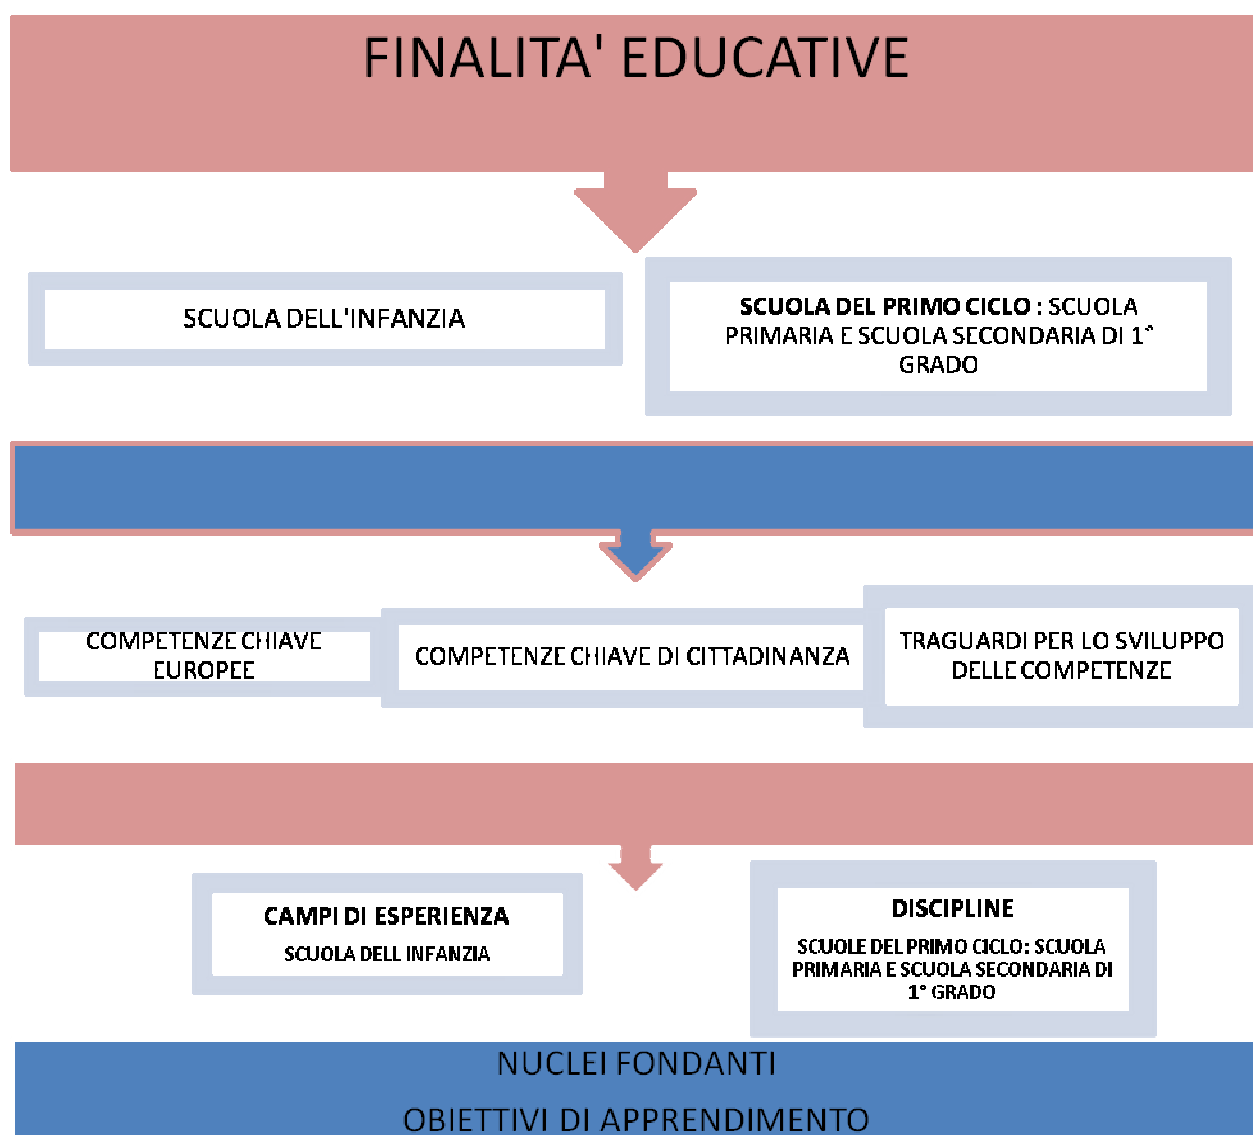 FINALITA' EDUCATIVE
SCUOLA DELL'INFANZIA
SCUOLA DEL PRIMO CICLO : SCUOLA
PRIMARIA E SCUOLA SECONDARIA DI 1°
GRADO
COMPETENZE CHIAVE
EUROPEE
COMPETENZE CHIAVE DI CITTADINANZA
TRAGUARDI PER LO SVILUPPO
DELLE COMPETENZE
CAMPI DI ESPERIENZA
SCUOLA DELL INFANZIA
DISCIPLINE
SCUOLE DEL PRIMO CICLO: SCUOLA
PRIMARIA E SCUOLA SECONDARIA DI
1° GRADO
NUCLEI FONDANTI
OBIETTIVI DI APPRENDIMENTO